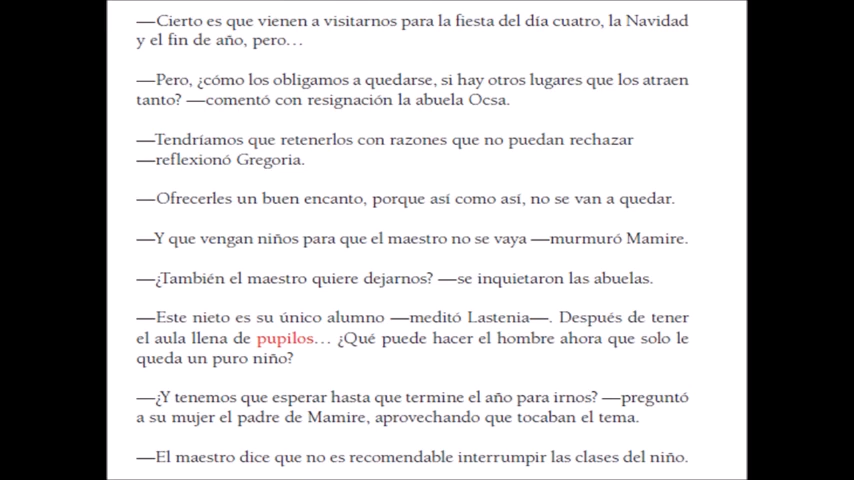 —Cierto es que vienen a visitarnos para la fiesta del día cuatro, la Navidad
y el fin de año, pero…
—Pero, ¿cómo los obligamos a quedarse, si hay otros lugares que los atraen
tanto? —comentó con resignación la abuela Ocsa.
—Tendríamos que retenerlos con razones que no puedan rechazar
—reflexionó Gregoria.
—Ofrecerles un buen encanto, porque así como así, no se van a quedar.
—Y que vengan niños para que el maestro no se vaya —murmuró Mamire.
—¿También el maestro quiere dejarnos? —se inquietaron las abuelas.
—Este nieto es su único alumno —meditó Lastenia—. Después de tener
el aula llena de pupilos… ¿Qué puede hacer el hombre ahora que solo le
queda un puro niño?
—¿Y tenemos que esperar hasta que termine el año para irnos? —preguntó
a su mujer el padre de Mamire, aprovechando que tocaban el tema.
—El maestro dice que no es recomendable interrumpir las clases del niño.